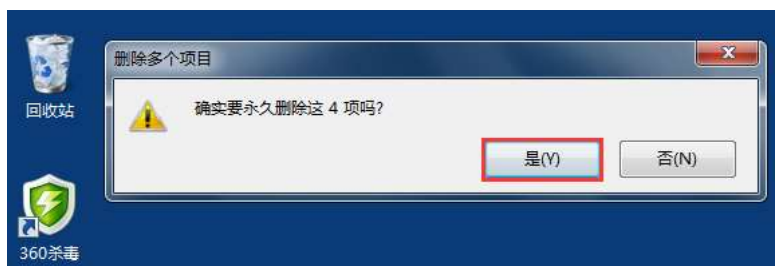 回收站
删除多个项目
确实要永久删除这 4 项吗?
是(Y)
否(N)
360杀毒